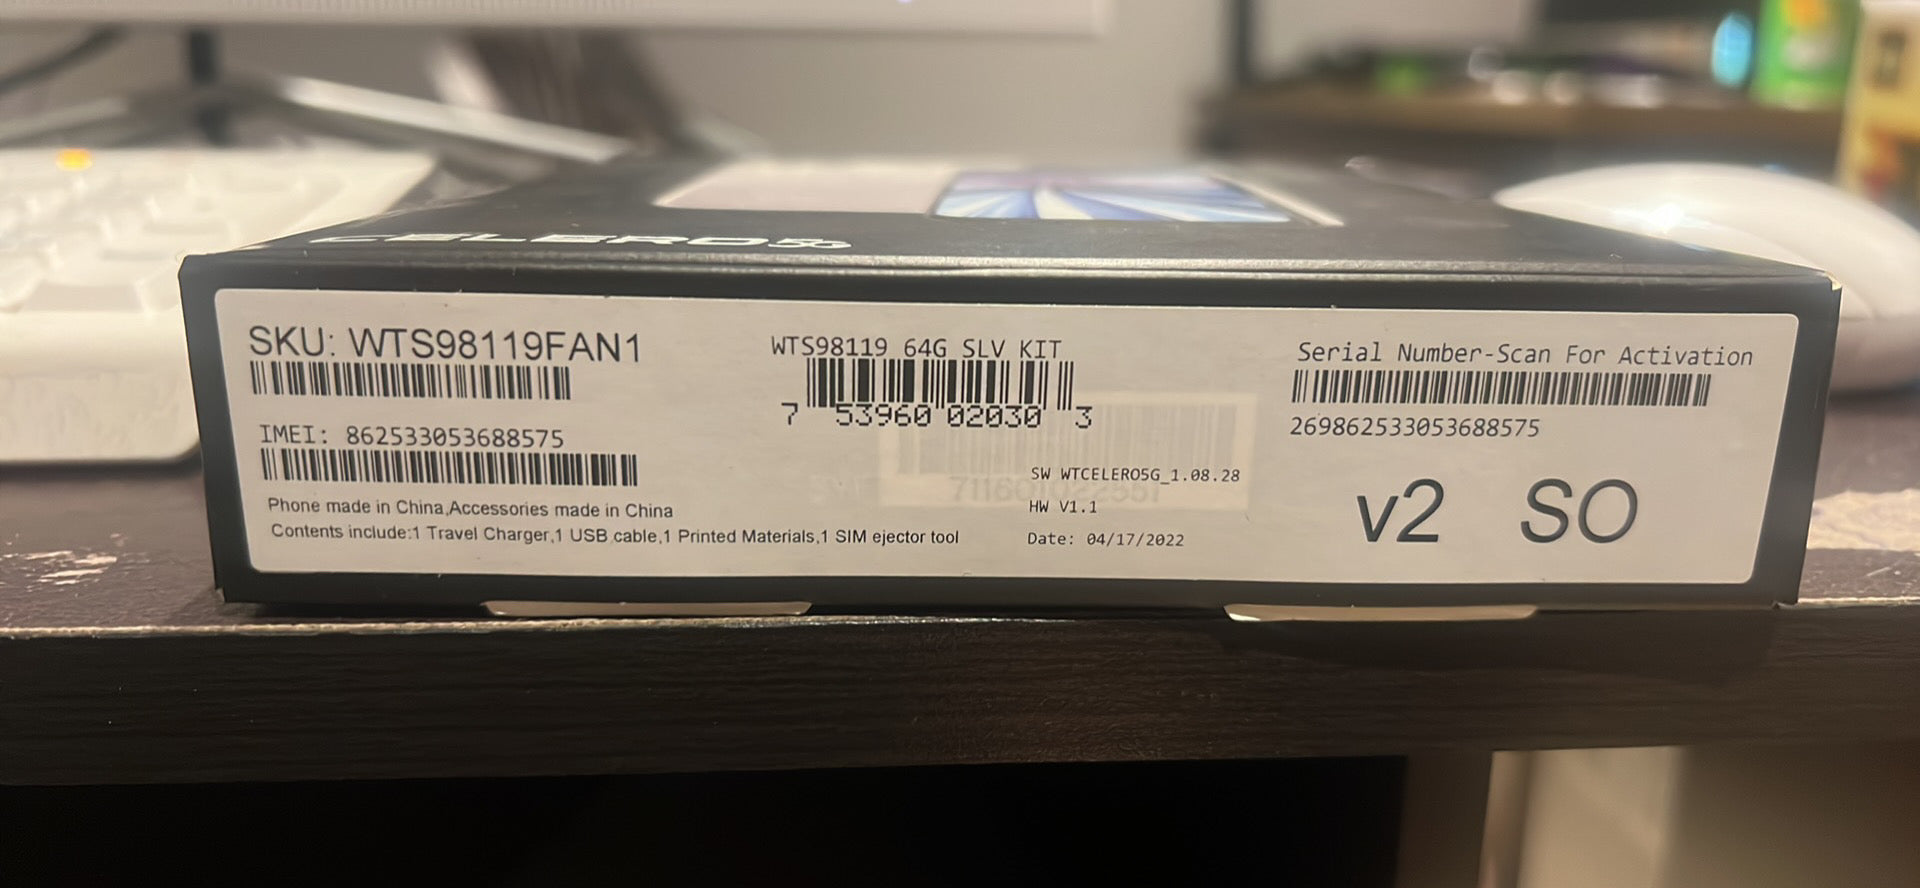 CELERO5G
SKU: WTS98119FAN1
IMEI: 862533053688575
Phone made in China,Accessories made in China
Contents include:1 Travel Charger,1 USB cable,1 Printed Materials,1 SIM ejector tool
WTS98119 64G SLV KIT
7 53960 02030 3
SW WTCELERO5G_1.08.28
HW V1.1
Date: 04/17/2022
Serial Number-Scan For Activation
269862533053688575
v2 SO